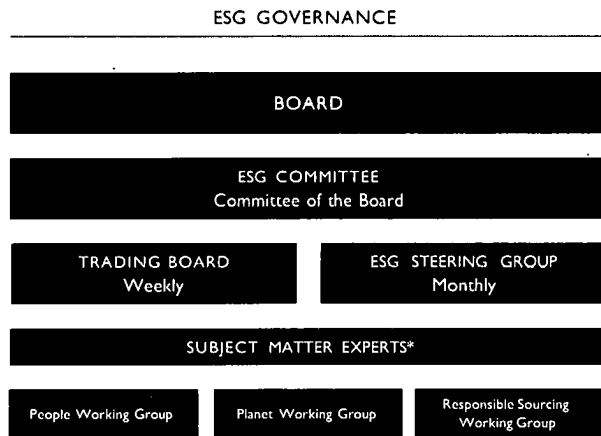 ESG GOVERNANCE
BOARD
ESG COMMITTEE
Committee of the Board
TRADING BOARD
Weekly
ESG STEERING GROUP
Monthly
SUBJECT MATTER EXPERTS*
People Working Group
Planet Working Group
Responsible Sourcing
Working Group